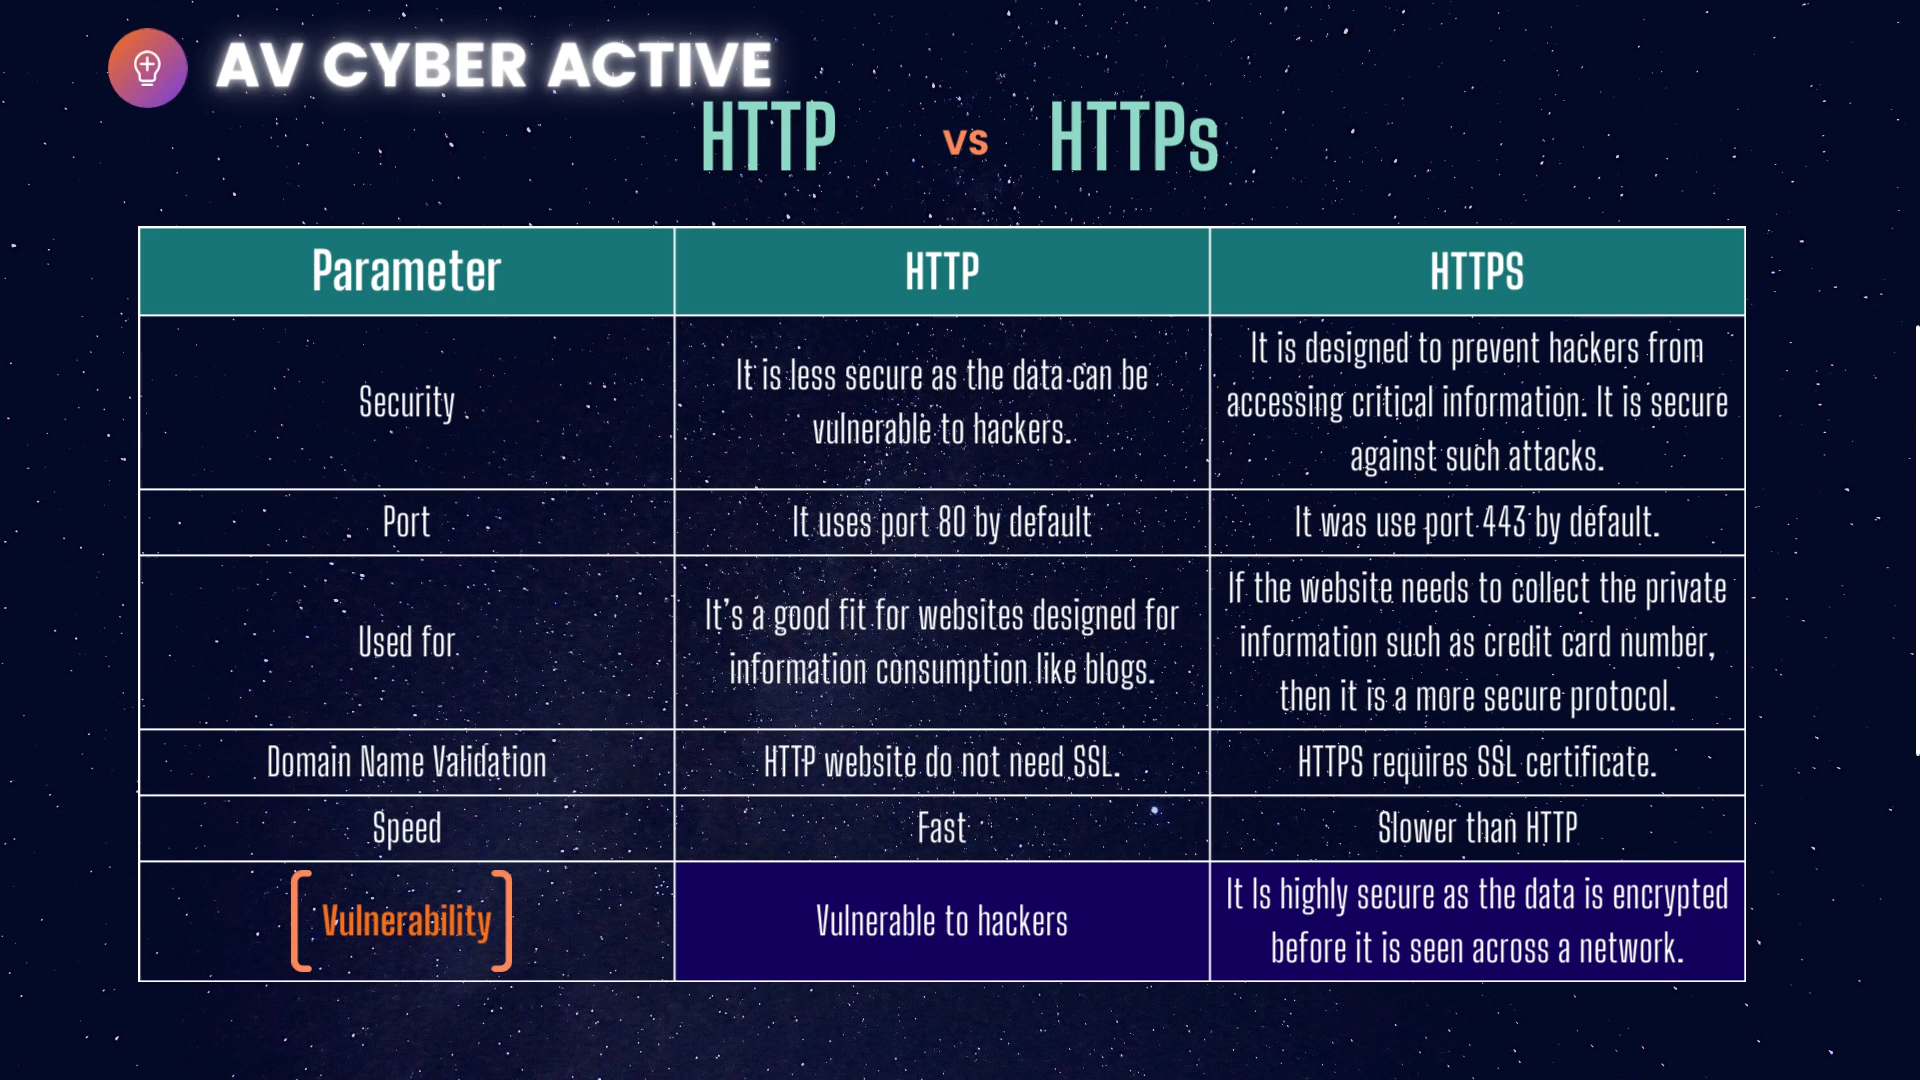 AV CYBER ACTIVE
HTTP vs HTTPs
Parameter
HTTP
HTTPS
Security
It is less secure as the data can be
vulnerable to hackers.
It is designed to prevent hackers from
accessing critical information. It is secure
against such attacks.
Port
It uses port 80 by default
It was use port 443 by default.
Used for
It's a good fit for websites designed for
information consumption like blogs.
If the website needs to collect the private
information such as credit card number,
then it is a more secure protocol.
Domain Name Validation
HTTP website do not need SSL.
HTTPS requires SSL certificate.
Speed
Fast
Slower than HTTP
Vulnerability
Vulnerable to hackers
It Is highly secure as the data is encrypted
before it is seen across a network.